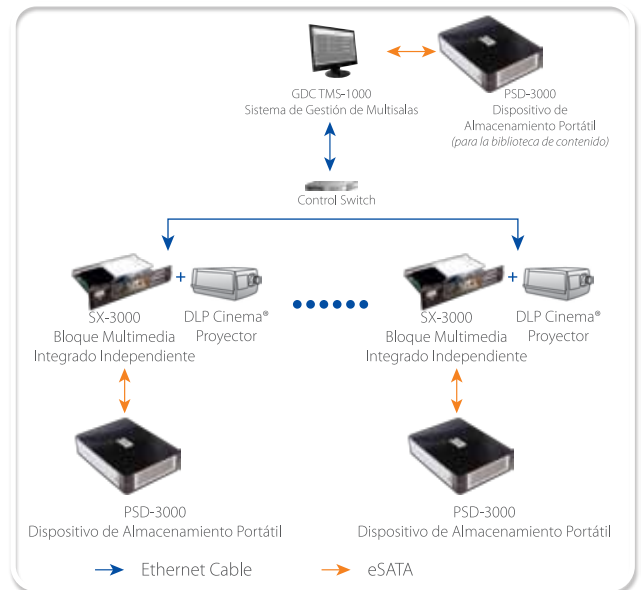 GDC TMS-1000
Sistema de Gestión de Multisalas
PSD-3000
Dispositivo de
Almacenamiento Portátil
(para la biblioteca de contenido)
Control Switch
+
SX-3000
Bloque Multimedia
Integrado Independiente
DLP Cinema®
Proyector
+
SX-3000
Bloque Multimedia
Integrado Independiente
DLP Cinema®
Proyector
PSD-3000
Dispositivo de Almacenamiento Portátil
PSD-3000
Dispositivo de Almacenamiento Portátil
Ethernet Cable
eSATA